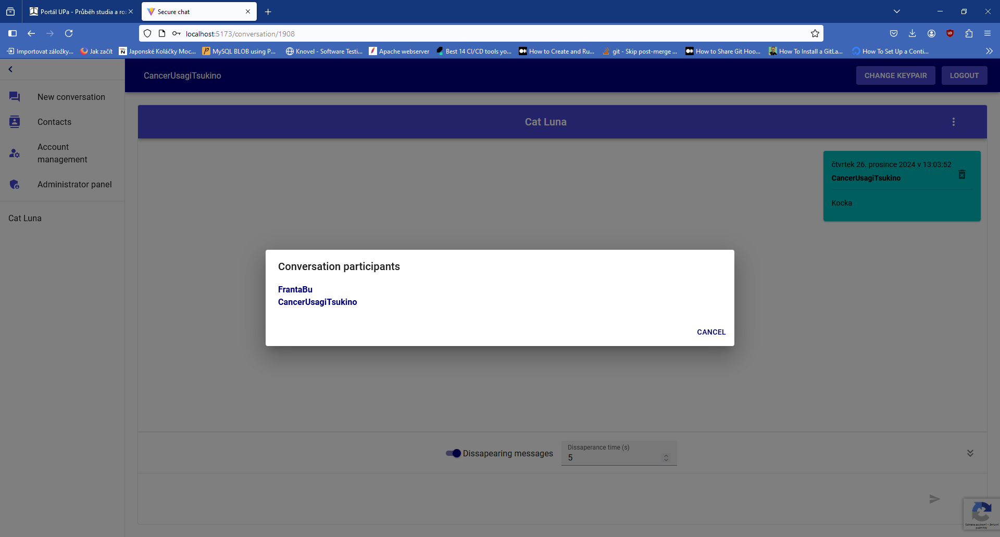 Portál UPa - Průběh studia a ro
Secure chat
localhost:5173/conversation/1908
Importovat záložky...
Jak začít
Japonské Koláčky Moc...
MySQL BLOB using P...
Knovel - Software Testi...
Apache webserver
Best 14 CI/CD tools yo...
How to Create and Ru...
git - Skip post-merge ...
How to Share Git Hoo...
How To Install a GitLa...
How To Set Up a Conti...
CancerUsagiTsukino
CHANGE KEYPAIR
LOGOUT
New conversation
Contacts
Account
management
Administrator panel
Cat Luna
Cat Luna
čtvrtek 26. prosince 2024 v 13:03:52
CancerUsagiTsukino
Kocka
Conversation participants
FrantaBu
CancerUsagiTsukino
CANCEL
Dissapearing messages
Dissaperance time (s)
5
Ochrana soukromí - Smluvní
podmínky